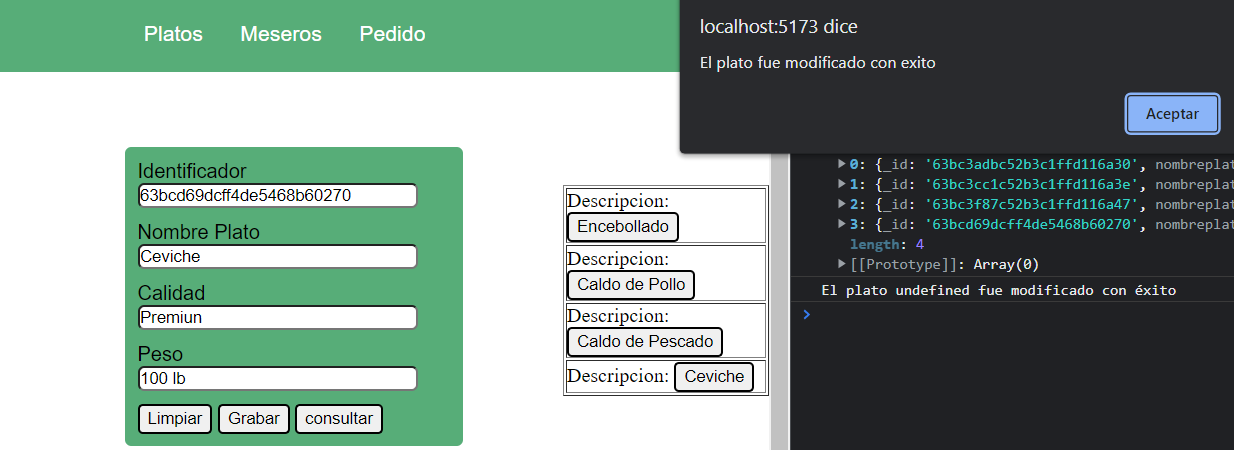 Platos Meseros Pedido
localhost:5173 dice
El plato fue modificado con exito
Aceptar
Identificador
63bcd69dcff4de5468b60270
Nombre Plato
Ceviche
Calidad
Premiun
Peso
100 lb
Limpiar Grabar consultar
Descripcion:
Encebollado
Descripcion:
Caldo de Pollo
Descripcion:
Caldo de Pescado
Descripcion: Ceviche
0: {_id: '63bc3adbc52b3c1ffd116a30', nombreplat
1: {_id: '63bc3cc1c52b3c1ffd116a3e', nombreplat
2: {_id: '63bc3f87c52b3c1ffd116a47', nombreplat
3: {_id: '63bcd69dcff4de5468b60270', nombreplat
length: 4
[[Prototype]]: Array(0)
El plato undefined fue modificado con éxito